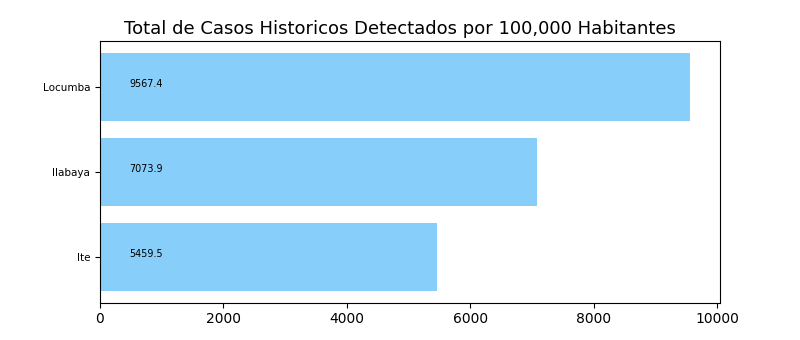 Total de Casos Historicos Detectados por 100,000 Habitantes
Locumba
9567.4
Ilabaya
7073.9
Ite
5459.5
0 2000 4000 6000 8000 10000